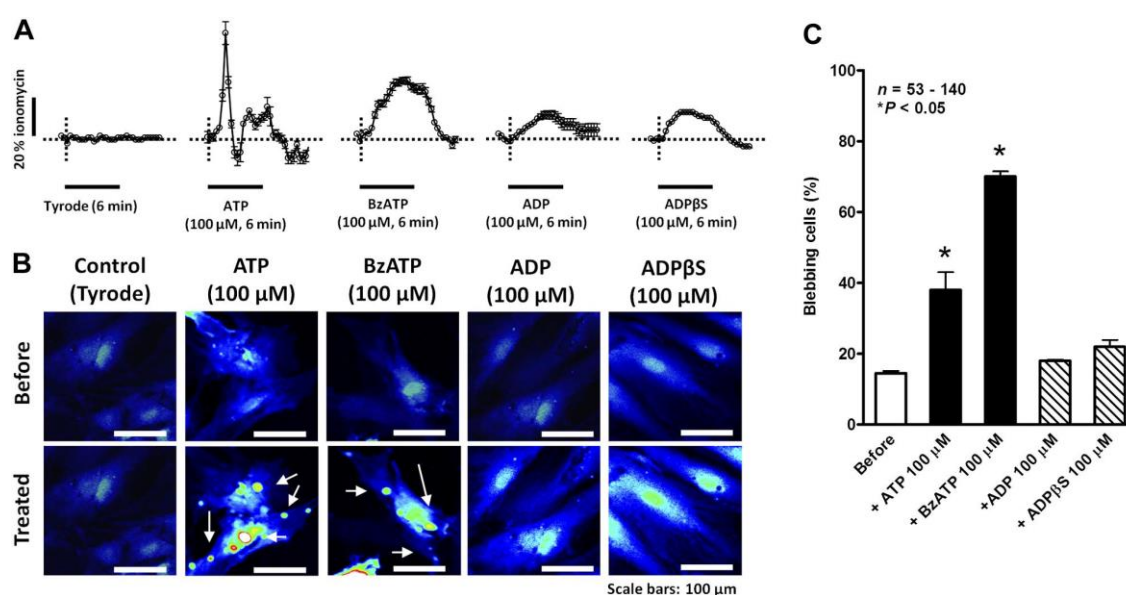 A
20 % ionomycin
Tyrode (6 min)
ATP
(100 µM, 6 min)
BzATP
(100 µM, 6 min)
ADP
(100 µM, 6 min)
ADPβS
(100 µM, 6 min)
B
Control
(Tyrode)
ATP
(100 µM)
BzATP
(100 µM)
ADP
(100 µM)
ADPβS
(100 µM)
Before
Treated
Scale bars: 100 µm
C
n = 53 - 140
*P < 0.05
*
*
Blebbing cells (%)
100
80
60
40
20
0
Before
+ ATP 100 µM
+ BzATP 100 µM
+ADP 100 µM
+ ADPβS 100 µM